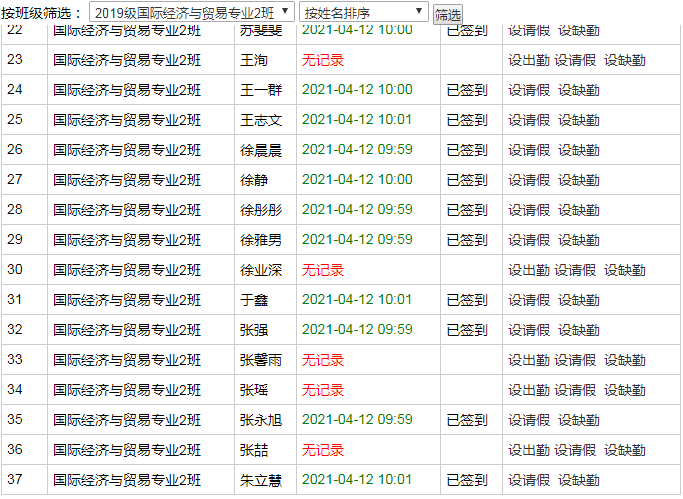 按班级筛选： 2019级国际经济与贸易专业2班 按姓名排序 筛选
22 国际经济与贸易专业2班 苏斐斐 2021-04-12 10:00 已签到 设请假 设缺勤
23 国际经济与贸易专业2班 王洵 无记录 设出勤 设请假 设缺勤
24 国际经济与贸易专业2班 王一群 2021-04-12 10:00 已签到 设请假 设缺勤
25 国际经济与贸易专业2班 王志文 2021-04-12 10:01 已签到 设请假 设缺勤
26 国际经济与贸易专业2班 徐晨晨 2021-04-12 09:59 已签到 设请假 设缺勤
27 国际经济与贸易专业2班 徐静 2021-04-12 10:00 已签到 设请假 设缺勤
28 国际经济与贸易专业2班 徐彤彤 2021-04-12 09:59 已签到 设请假 设缺勤
29 国际经济与贸易专业2班 徐雅男 2021-04-12 09:59 已签到 设请假 设缺勤
30 国际经济与贸易专业2班 徐业深 无记录 设出勤 设请假 设缺勤
31 国际经济与贸易专业2班 于鑫 2021-04-12 10:01 已签到 设请假 设缺勤
32 国际经济与贸易专业2班 张强 2021-04-12 09:59 已签到 设请假 设缺勤
33 国际经济与贸易专业2班 张馨雨 无记录 设出勤 设请假 设缺勤
34 国际经济与贸易专业2班 张瑶 无记录 设出勤 设请假 设缺勤
35 国际经济与贸易专业2班 张永旭 2021-04-12 09:59 已签到 设请假 设缺勤
36 国际经济与贸易专业2班 张喆 无记录 设出勤 设请假 设缺勤
37 国际经济与贸易专业2班 朱立慧 2021-04-12 10:01 已签到 设请假 设缺勤